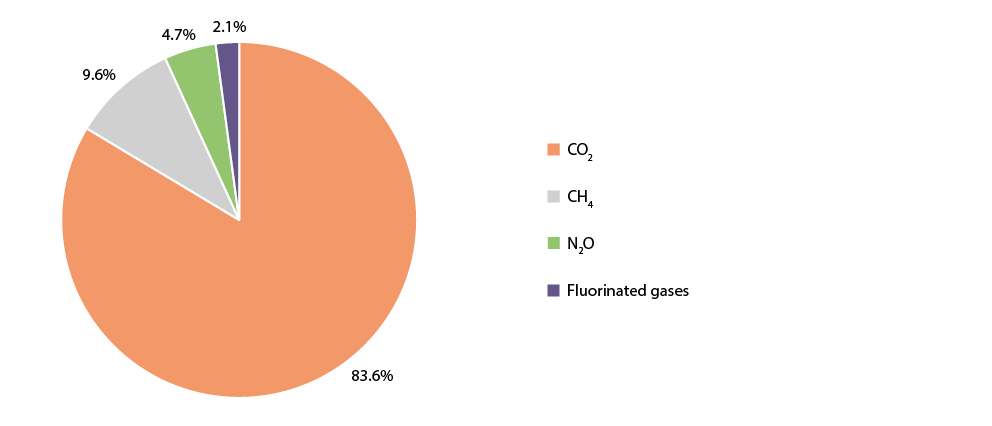 2.1%
4.7%
9.6%
CO₂
CH₄
N₂O
Fluorinated gases
83.6%